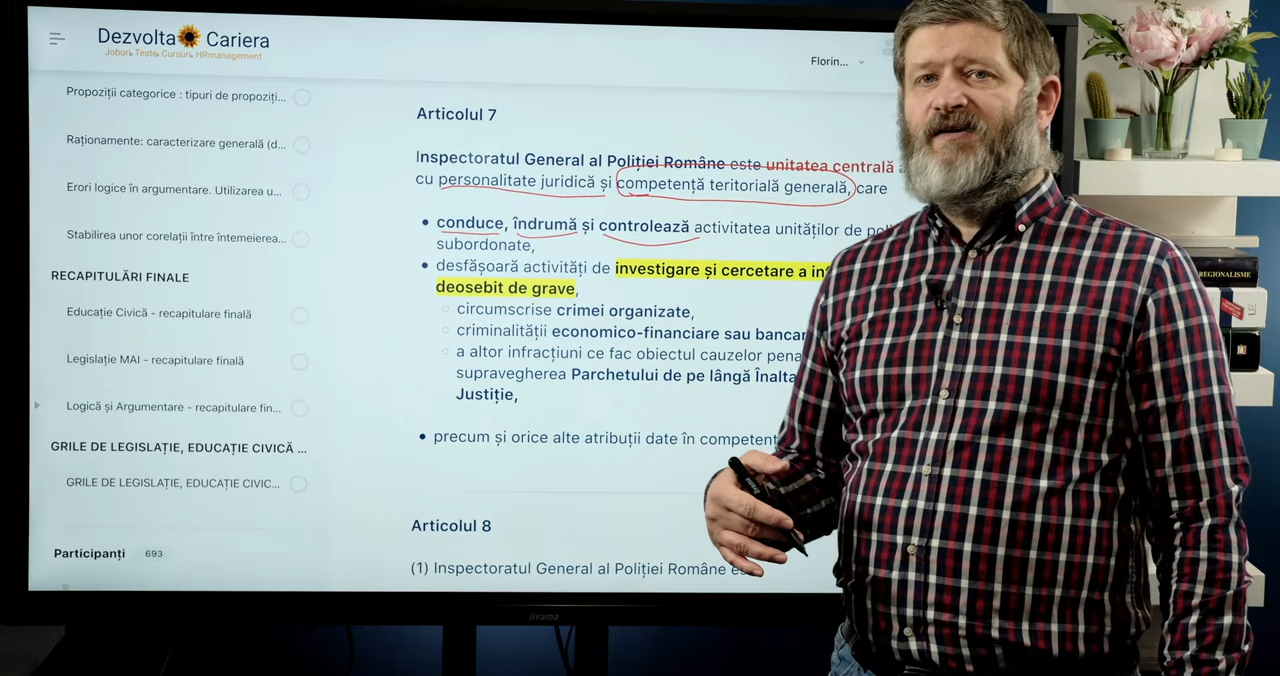 Dezvolta Cariera
Joburi, Teste, Cursuri, HRmanagement
Florin...
Propoziții categorice : tipuri de propoziți...
Raționamente: caracterizare generală (d...
Erori logice în argumentare. Utilizarea u...
Stabilirea unor corelații între întemeierea...
RECAPITULĂRI FINALE
Educație Civică - recapitulare finală
Legislație MAI - recapitulare finală
Logică și Argumentare - recapitulare fin...
GRILE DE LEGISLAȚIE, EDUCAȚIE CIVICĂ ...
GRILE DE LEGISLAȚIE, EDUCAȚIE CIVIC...
Participanți 693
Articolul 7
Inspectoratul General al Poliției Române este unitatea centrală
cu personalitate juridică și competență teritorială generală, care
conduce, îndrumă și controlează activitatea unităților de
subordonate,
desfășoară activități de investigare și cercetare a
deosebit de grave,
circumscrise crimei organizate,
criminalității economico-financiare sau
a altor infracțiuni ce fac obiectul cauzelor
supravegherea Parchetului de pe lângă Înalta
Justiție,
precum și orice alte atribuții date în
Articolul 8
(1) Inspectoratul General al Poliției Române
iiyama
REGIONALISME